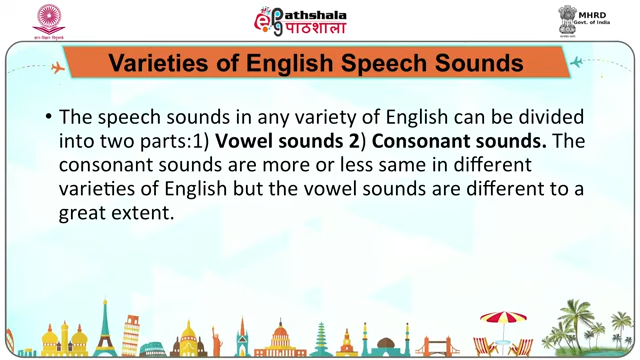 Pathshala
पाठशाला
MHRD
Govt. of India
Varieties of English Speech Sounds
• The speech sounds in any variety of English can be divided
into two parts:1) Vowel sounds 2) Consonant sounds. The
consonant sounds are more or less same in different
varieties of English but the vowel sounds are different to a
great extent.